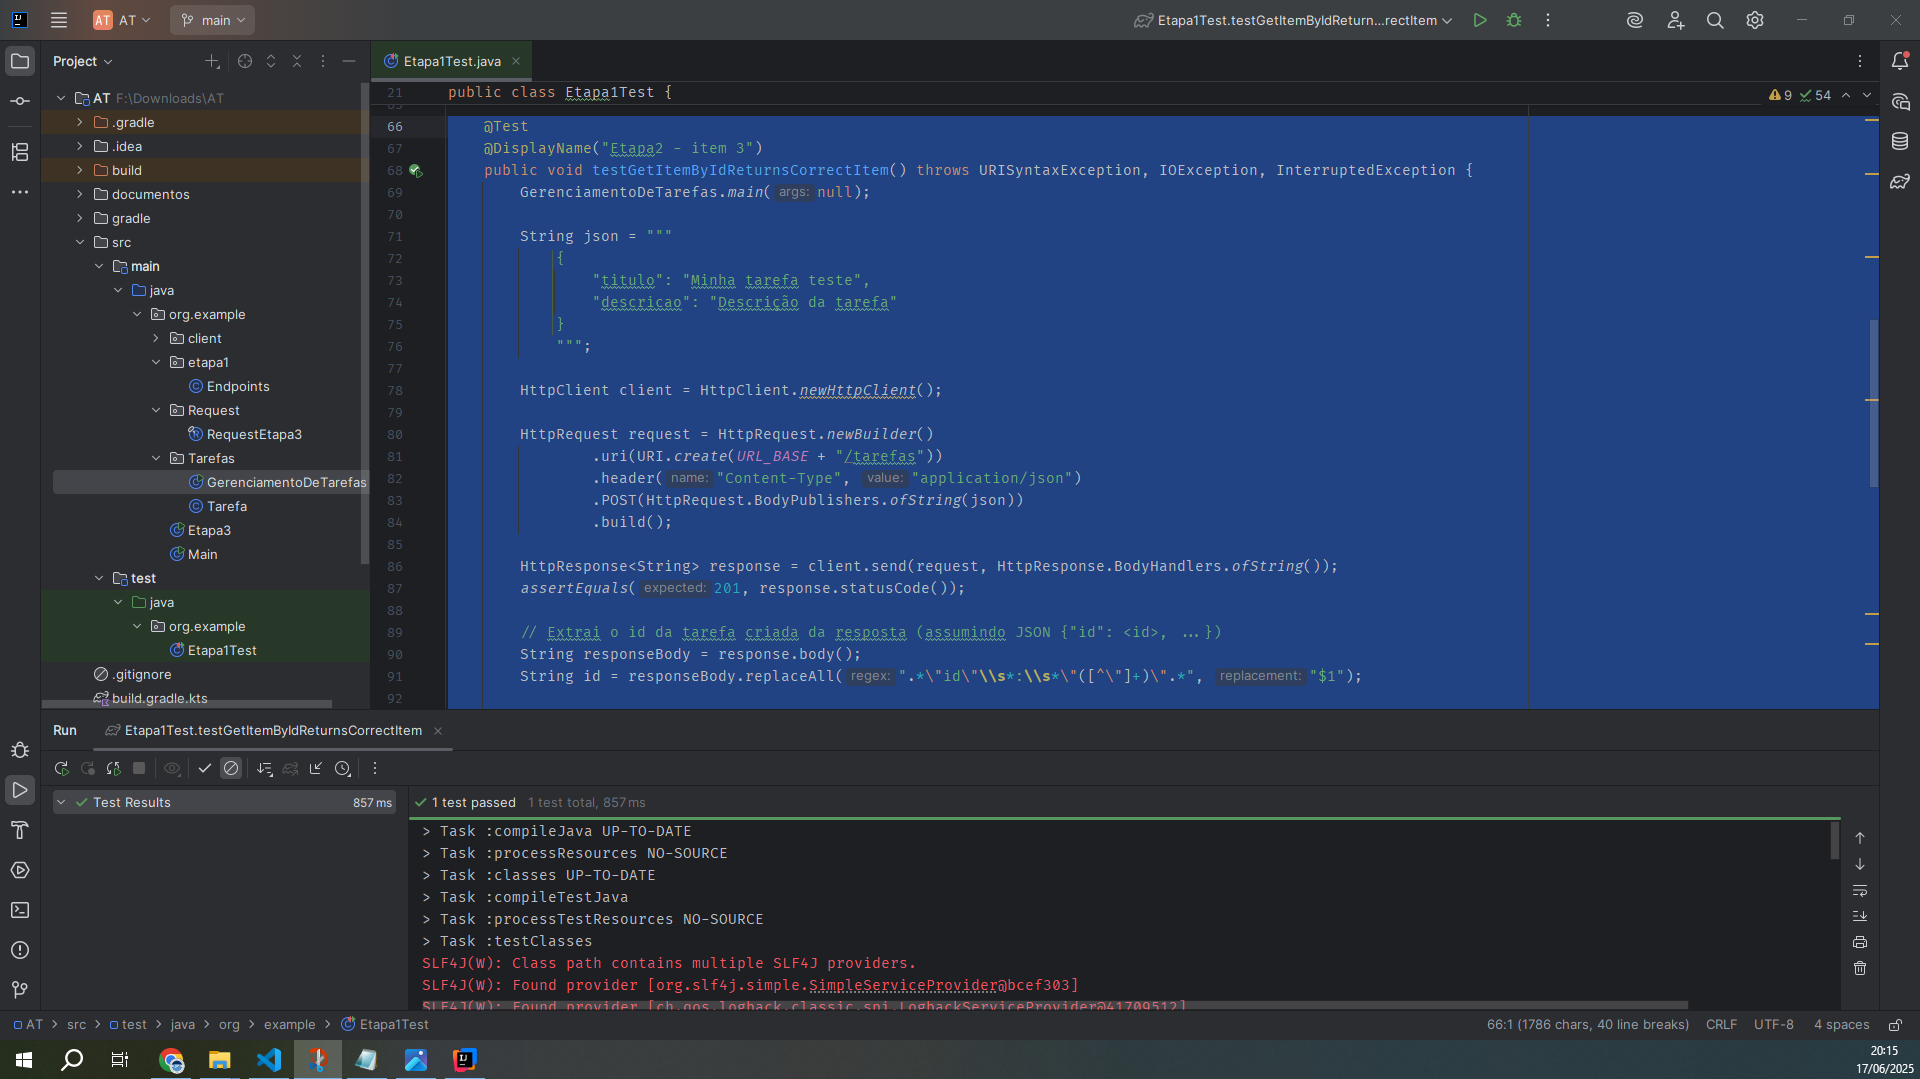 AT
main
Etapa1Test.testGetItemByIdReturn...rectItem
Project
Etapa1Test.java
AT F:\Downloads\AT
.gradle
.idea
build
documentos
gradle
src
main
java
org.example
client
etapa1
Endpoints
Request
RequestEtapa3
Tarefas
GerenciamentoDeTarefas
Tarefa
Etapa3
Main
test
java
org.example
Etapa1Test
.gitignore
build.gradle.kts
21 public class Etapa1Test {
9 54
66 @Test
67 @DisplayName("Etapa2 - item 3")
68 public void testGetItemByIdReturnsCorrectItem() throws URISyntaxException, IOException, InterruptedException {
69 GerenciamentoDeTarefas.main( args: null);
70
71 String json = """
72 {
73 "titulo": "Minha tarefa teste",
74 "descricao": "Descrição da tarefa"
75 }
76 """;
77
78 HttpClient client = HttpClient.newHttpClient();
79
80 HttpRequest request = HttpRequest.newBuilder()
81 .uri(URI.create(URL_BASE + "/tarefas"))
82 .header( name: "Content-Type", value: "application/json")
83 .POST(HttpRequest.BodyPublishers.ofString(json))
84 .build();
85
86 HttpResponse<String> response = client.send(request, HttpResponse.BodyHandlers.ofString());
87 assertEquals( expected: 201, response.statusCode());
88
89 // Extrai o id da tarefa criada da resposta (assumindo JSON {"id": <id>, ...})
90 String responseBody = response.body();
91 String id = responseBody.replaceAll( regex: ".*\"id\"\\s*:\\s*\"([^\"]+)\".*", replacement: "$1");
92
Run Etapa1Test.testGetItemByIdReturnsCorrectItem
Test Results 857 ms
1 test passed 1 test total, 857 ms
> Task :compileJava UP-TO-DATE
> Task :processResources NO-SOURCE
> Task :classes UP-TO-DATE
> Task :compileTestJava
> Task :processTestResources NO-SOURCE
> Task :testClasses
SLF4J(W): Class path contains multiple SLF4J providers.
SLF4J(W): Found provider [org.slf4j.simple.SimpleServiceProvider@bcef303]
SLF4J(W): Found provider [ch.qos.logback.classic.spi.LogbackServiceProvider@41709512]
AT > src > test > java > org > example > Etapa1Test
66:1 (1786 chars, 40 line breaks) CRLF UTF-8 4 spaces
20:15
17/06/2025